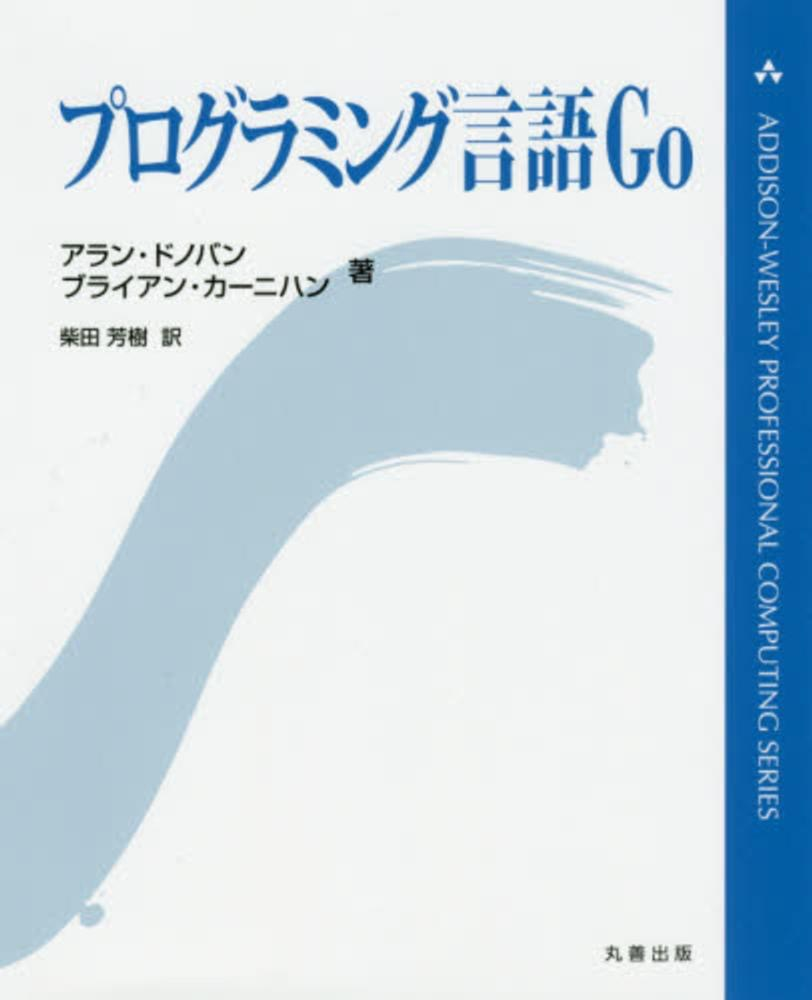 プログラミング言語Go
アラン・ドノバン
ブライアン・カーニハン 著
柴田 芳樹 訳
ADDISON-WESLEY PROFESSIONAL COMPUTING SERIES
丸善出版